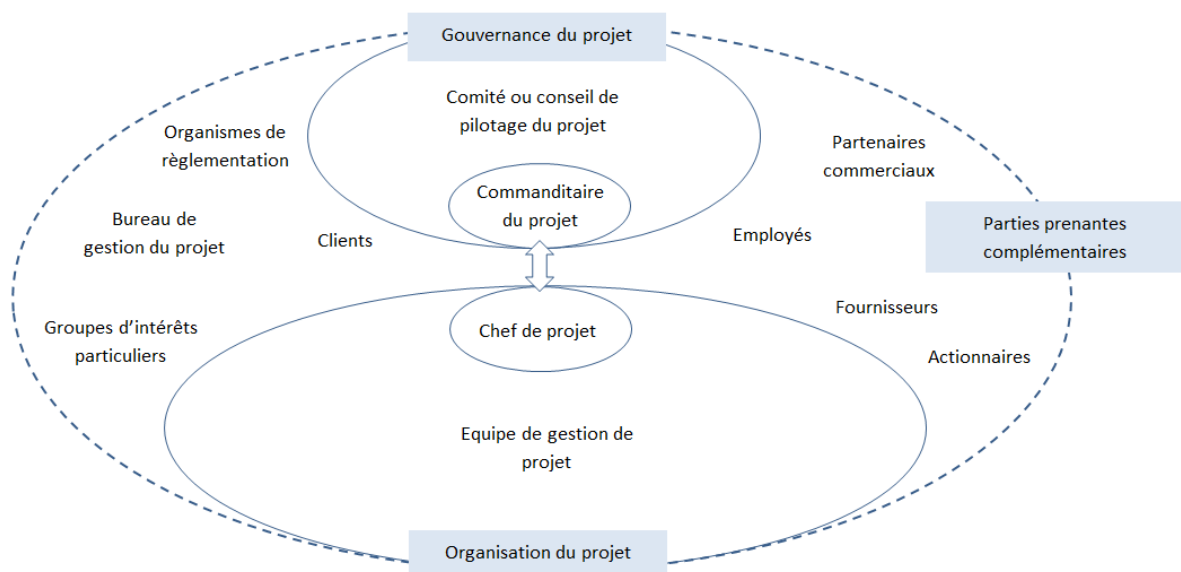 Gouvernance du projet
Comité ou conseil de
pilotage du projet
Organismes de
règlementation
Partenaires
commerciaux
Commanditaire
du projet
Bureau de
gestion du projet
Clients
Employés
Parties prenantes
complémentaires
Groupes d’intérêts
particuliers
Chef de projet
Fournisseurs
Actionnaires
Equipe de gestion de
projet
Organisation du projet